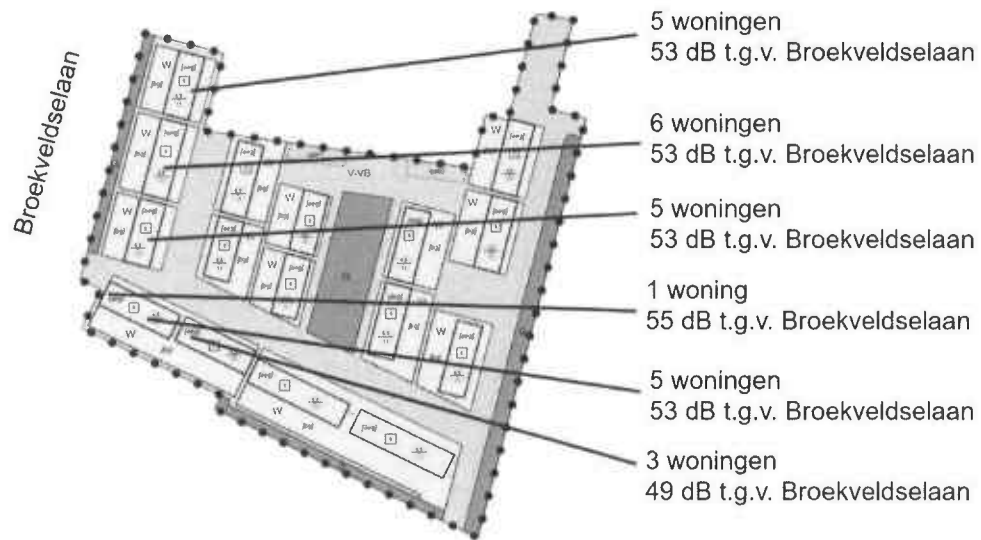 Broekveldselaan
5 woningen
53 dB t.g.v. Broekveldselaan
6 woningen
53 dB t.g.v. Broekveldselaan
5 woningen
53 dB t.g.v. Broekveldselaan
1 woning
55 dB t.g.v. Broekveldselaan
5 woningen
53 dB t.g.v. Broekveldselaan
3 woningen
49 dB t.g.v. Broekveldselaan
W
W
W
V-VB
W
W
W
W
W
W
W